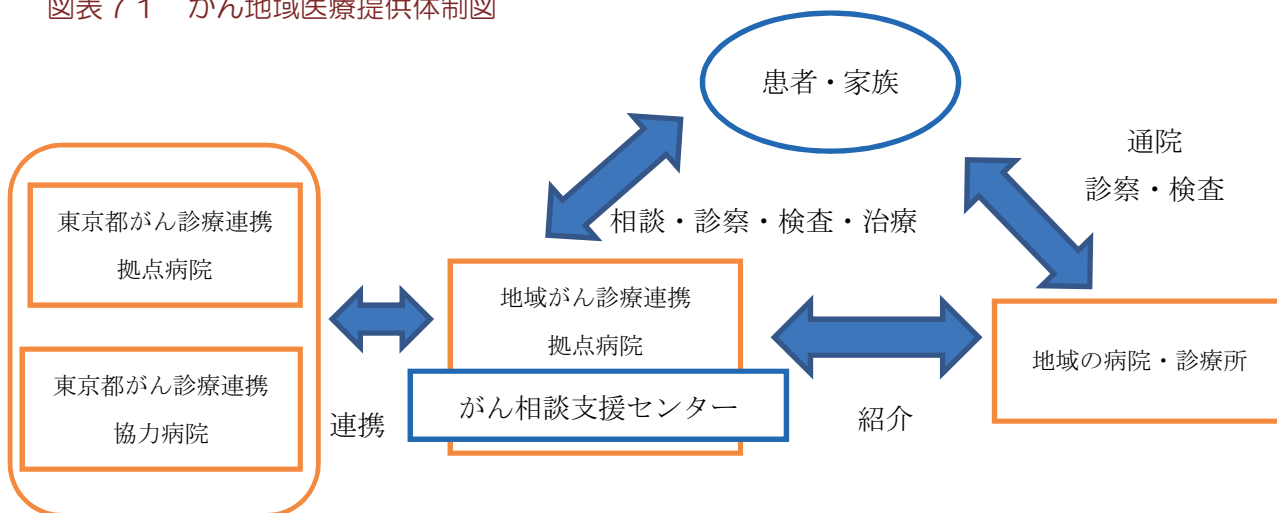 図表71 がん地域医療提供体制図
患者・家族
通院
診察・検査
相談・診察・検査・治療
東京都がん診療連携
拠点病院
東京都がん診療連携
協力病院
連携
地域がん診療連携
拠点病院
がん相談支援センター
紹介
地域の病院・診療所